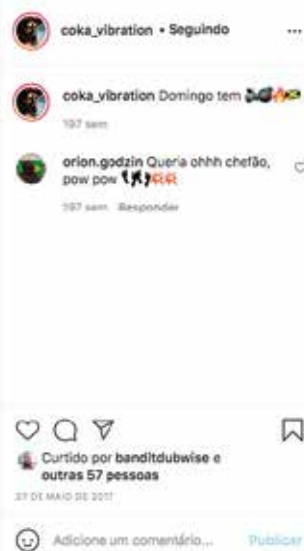 coka_vibration • Seguindo
...
coka_vibration Domingo tem
197 sem
orion.godzin Queria ohhh chefão,
pow pow
197 sem Responder
Curtido por banditdubwise e
outras 57 pessoas
27 DE MAIO DE 2017
Adicione um comentário... Publicar